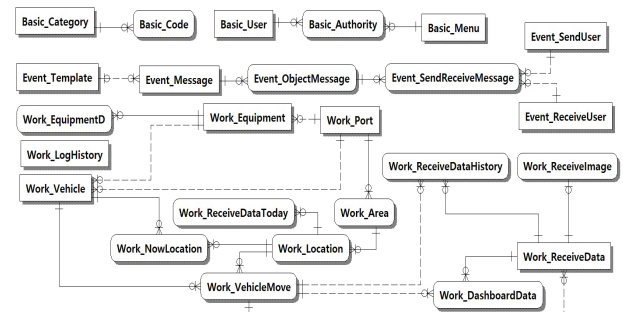 Basic_Category
Basic_Code
Basic_User
Basic_Authority
Basic_Menu
Event_SendUser
Event_Template
Event_Message
Event_ObjectMessage
Event_SendReceiveMessage
Event_ReceiveUser
Work_EquipmentD
Work_Equipment
Work_Port
Work_LogHistory
Work_ReceiveDataHistory
Work_ReceiveImage
Work_Vehicle
Work_ReceiveDataToday
Work_Area
Work_NowLocation
Work_Location
Work_ReceiveData
Work_VehicleMove
Work_DashboardData